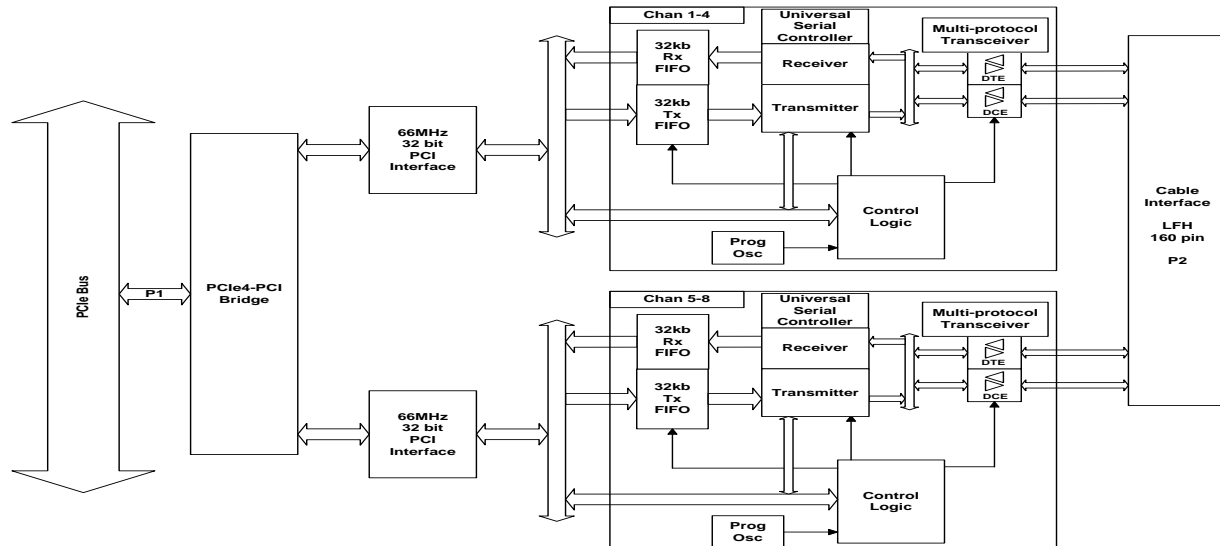 PCIe Bus
P1
PCIe4-PCI
Bridge
66MHz
32 bit
PCI
Interface
Chan 1-4
32kb
Rx
FIFO
32kb
Tx
FIFO
Universal
Serial
Controller
Receiver
Transmitter
Multi-protocol
Transceiver
DTE
DCE
Control
Logic
Prog
Osc
66MHz
32 bit
PCI
Interface
Chan 5-8
32kb
Rx
FIFO
32kb
Tx
FIFO
Universal
Serial
Controller
Receiver
Transmitter
Multi-protocol
Transceiver
DTE
DCE
Control
Logic
Prog
Osc
Cable
Interface
LFH
160 pin
P2